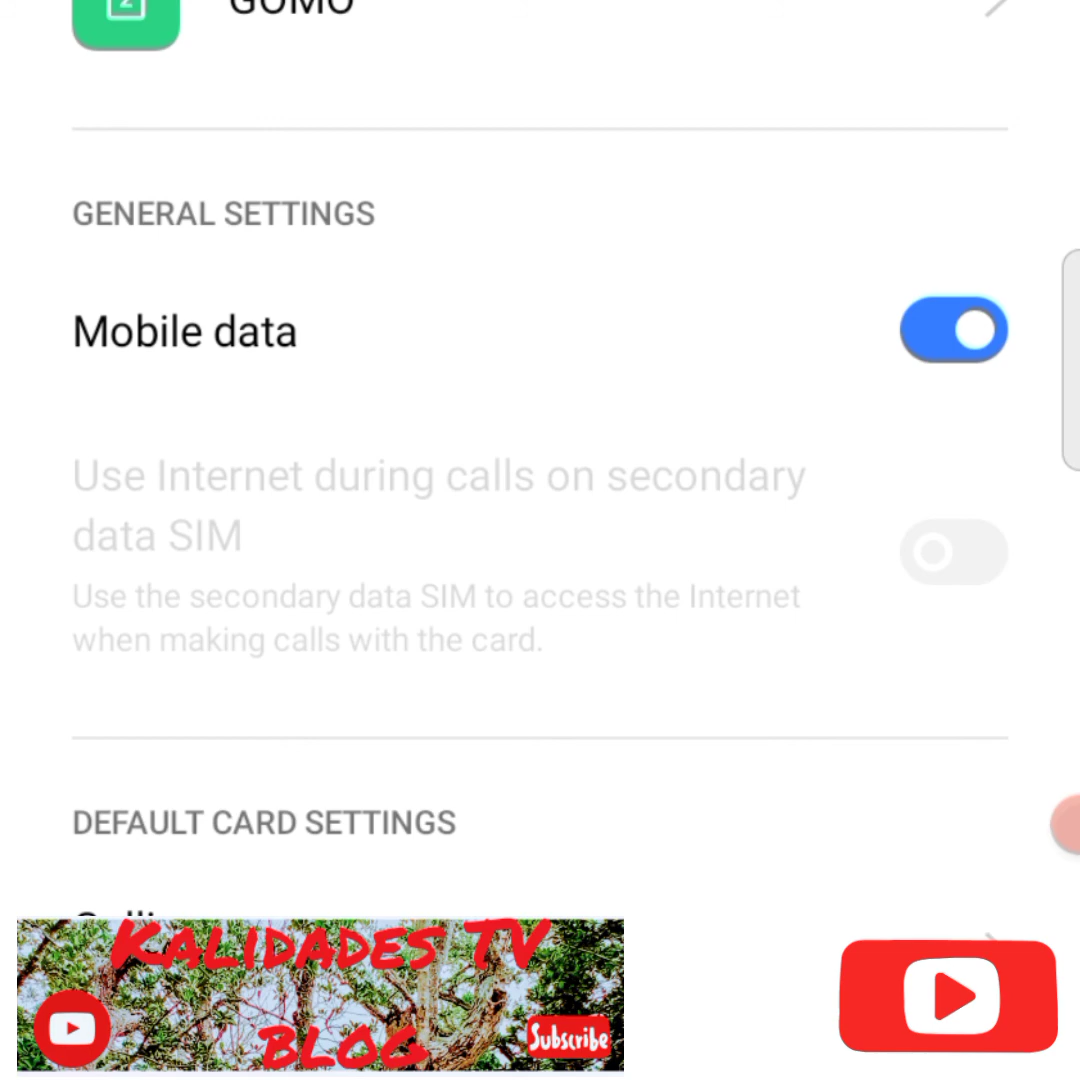 2
GOMO
GENERAL SETTINGS
Mobile data
Use Internet during calls on secondary
data SIM
Use the secondary data SIM to access the Internet
when making calls with the card.
DEFAULT CARD SETTINGS
KALIDADES TV
BLOG
Subscribe